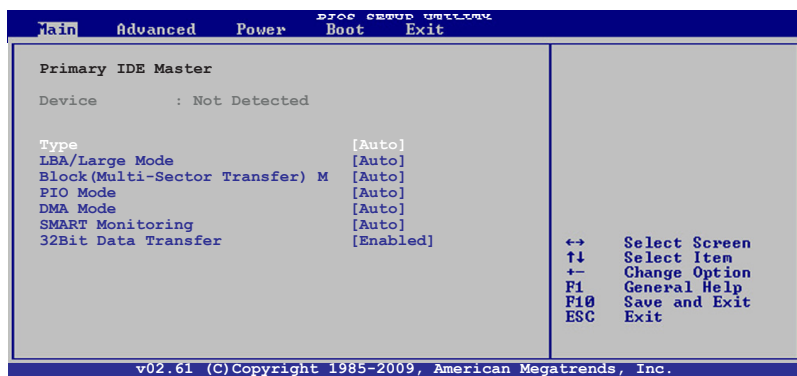 BIOS SETUP UTILITY
Main Advanced Power Boot Exit
Primary IDE Master
Device : Not Detected
Type [Auto]
LBA/Large Mode [Auto]
Block(Multi-Sector Transfer) M [Auto]
PIO Mode [Auto]
DMA Mode [Auto]
SMART Monitoring [Auto]
32Bit Data Transfer [Enabled]
←→ Select Screen
↑↓ Select Item
+- Change Option
F1 General Help
F10 Save and Exit
ESC Exit
v02.61 (C)Copyright 1985-2009, American Megatrends, Inc.